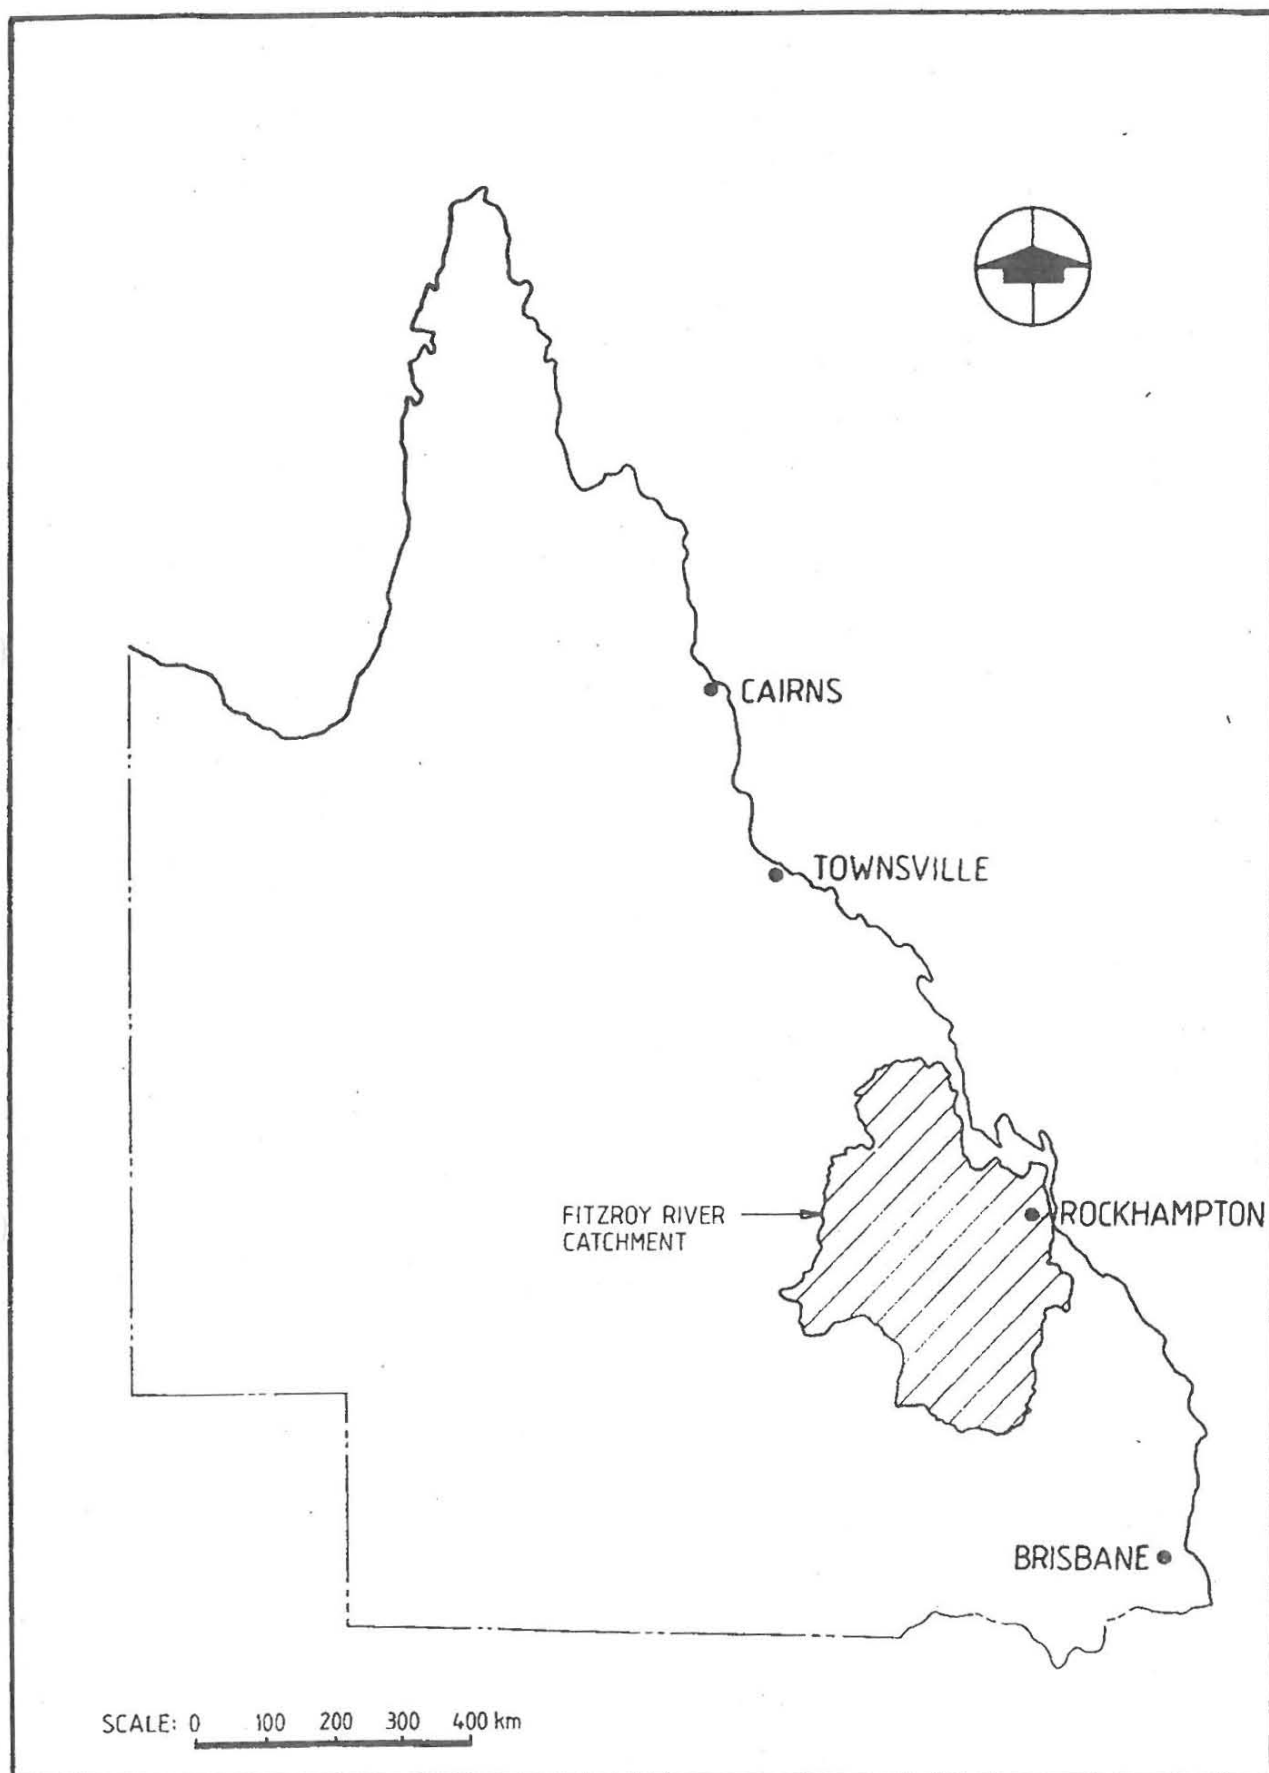 CAIRNS
TOWNSVILLE
FITZROY RIVER
CATCHMENT
ROCKHAMPTON
BRISBANE
SCALE: 0 100 200 300 400 km